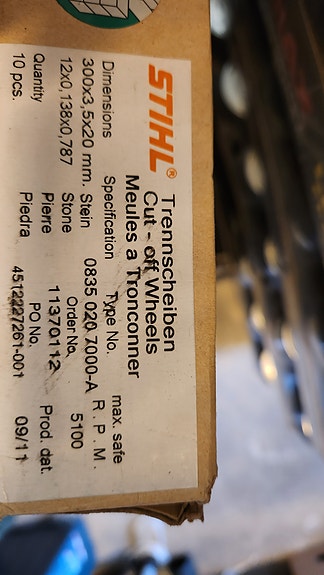 STIHL® Trennscheiben
Cut - off Wheels
Meules a Tronconner
Dimensions Specification Type No. max. safe
300x3,5x20 mm. Stein 0835 020 7000-A R.P.M.
12x0,138x0,787 Stone Order No. 5100
Quantity Pierre 11370112 Prod. dat.
10 pcs. Piedra PO No. 09/11
4512227261-001